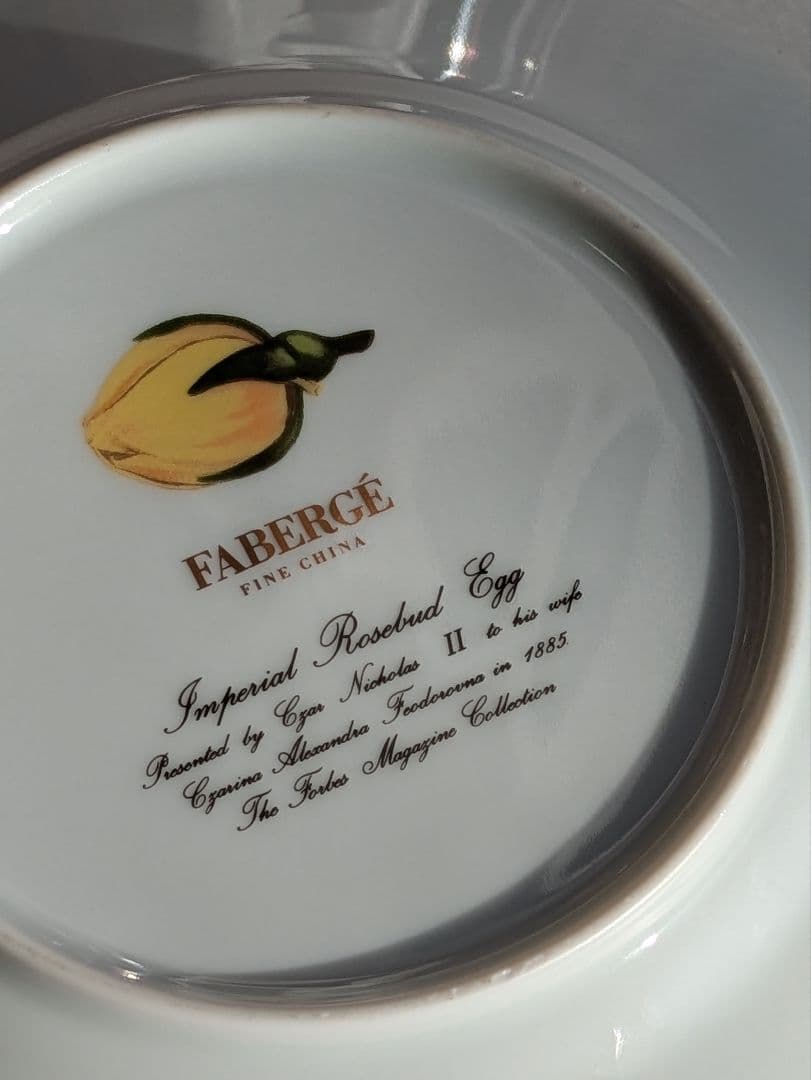 FABERGÉ
FINE CHINA
Imperial Rosebud Egg
Presented by Czar Nicholas II to his wife
Czarina Alexandra Feodorovna in 1885.
The Forbes Magazine Collection